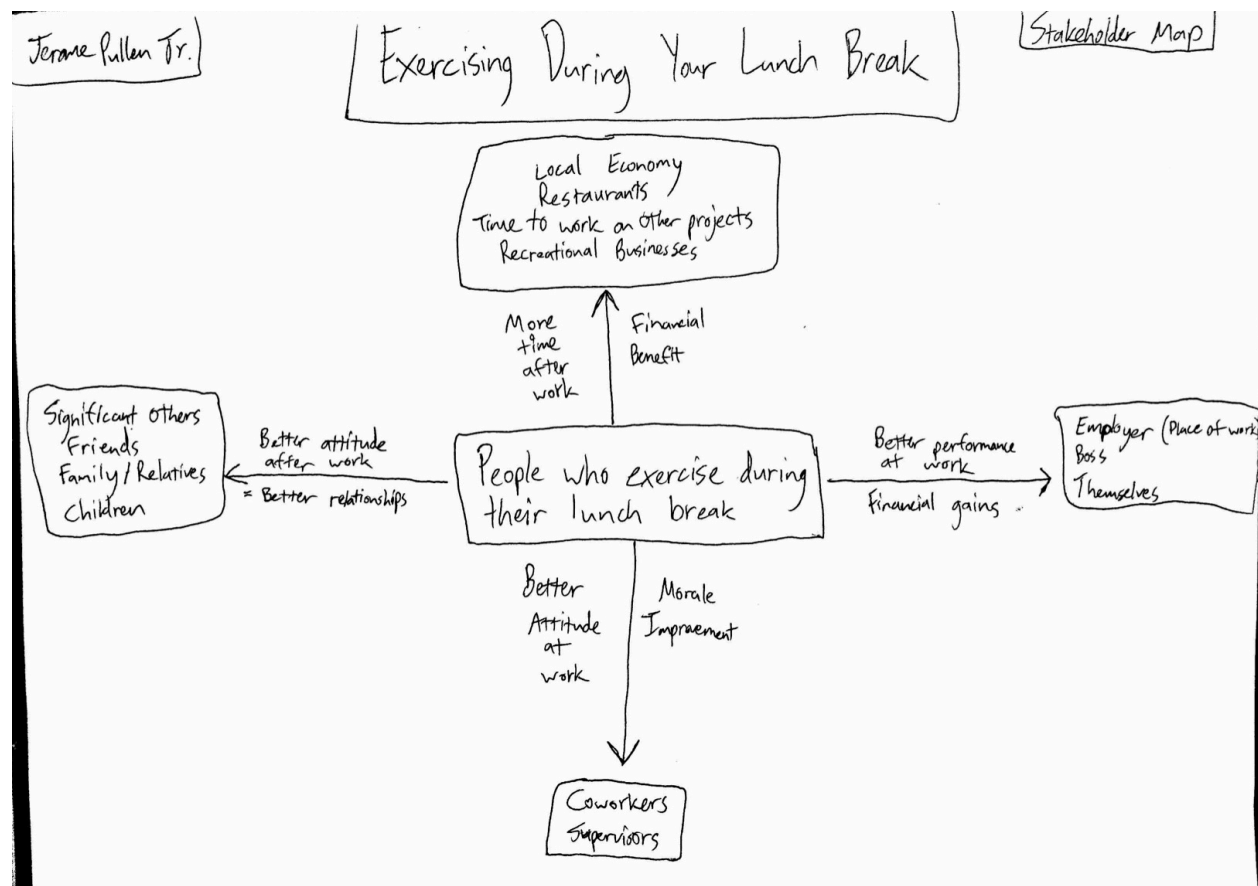 Jerome Pullen Jr.
Exercising During Your Lunch Break
Stakeholder Map
Local Economy
Restaurants
Time to work on other projects
Recreational Businesses
More
time
after
work
Financial
Benefit
Significant others
Friends
Family/Relatives
Children
Better attitude
after work
= Better relationships
People who exercise during
their lunch break
Better performance
at work
Financial gains
Employer (Place of work)
Boss
Themselves
Better
Attitude
at
work
Morale
Improvement
Coworkers
Supervisors